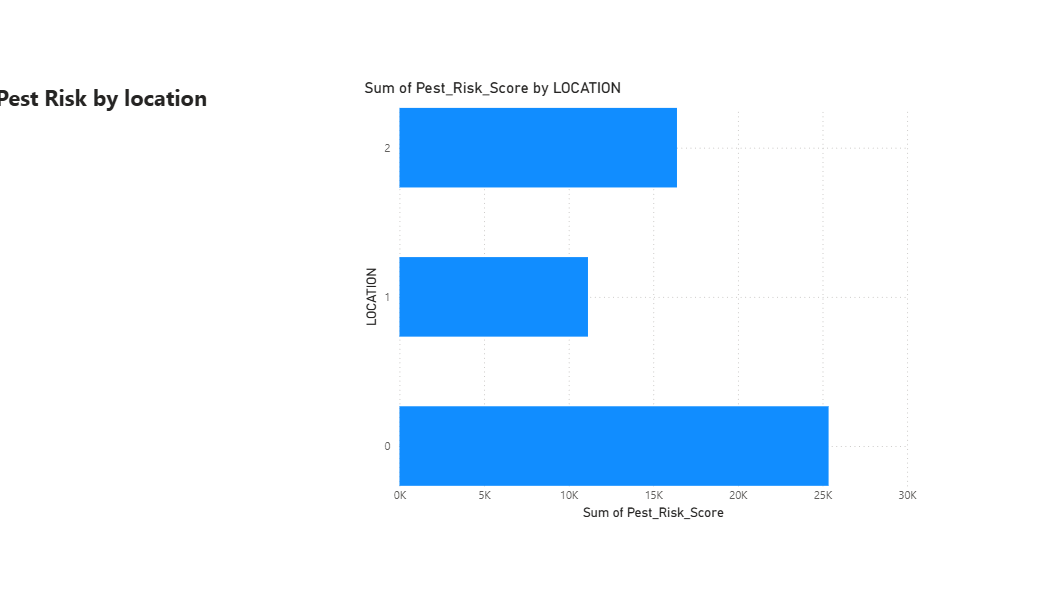 Pest Risk by location
Sum of Pest_Risk_Score by LOCATION
2
1
0
LOCATION
0K 5K 10K 15K 20K 25K 30K
Sum of Pest_Risk_Score